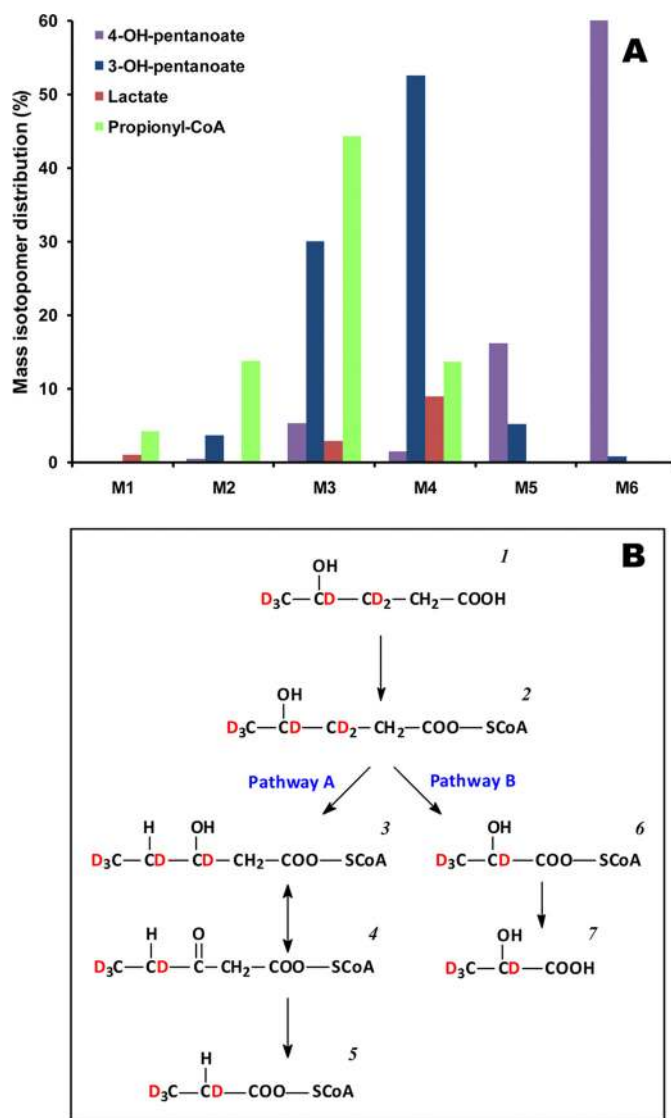 A
4-OH-pentanoate
3-OH-pentanoate
Lactate
Propionyl-CoA
Mass isotopomer distribution (%)
60
50
40
30
20
10
0
M1 M2 M3 M4 M5 M6
B
1
OH
D₃C—CD—CD₂—CH₂—COOH
2
OH
D₃C—CD—CD₂—CH₂—COO—SCoA
Pathway A Pathway B
3
H OH
D₃C—CD—CD—CH₂—COO—SCoA
6
OH
D₃C—CD—COO—SCoA
4
H O
D₃C—CD—C—CH₂—COO—SCoA
7
OH
D₃C—CD—COOH
5
H
D₃C—CD—COO—SCoA